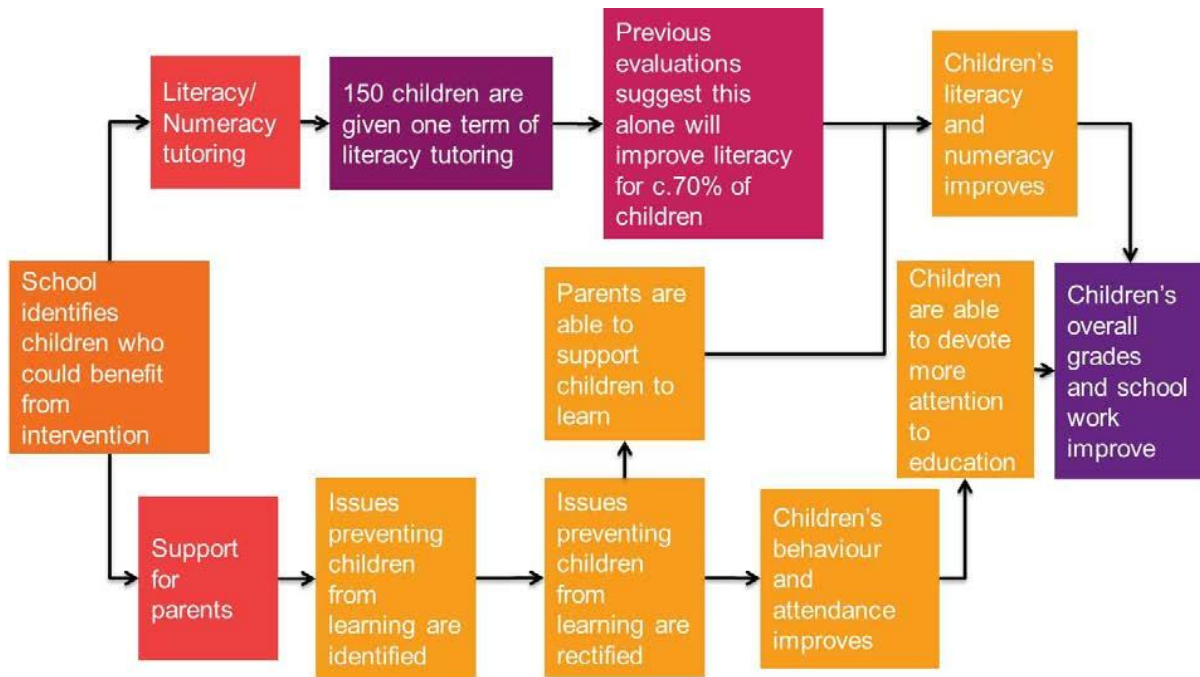 Literacy/
Numeracy
tutoring
150 children are
given one term of
literacy tutoring
Previous
evaluations
suggest this
alone will
improve literacy
for c.70% of
children
Children's
literacy
and
numeracy
improves
School
identifies
children who
could benefit
from
intervention
Parents are
able to
support
children to
learn
Children
are able
to devote
more
attention
to
education
Children's
overall
grades
and school
work
improve
Support
for
parents
Issues
preventing
children
from
learning are
identified
Issues
preventing
children
from
learning are
rectified
Children's
behaviour
and
attendance
improves